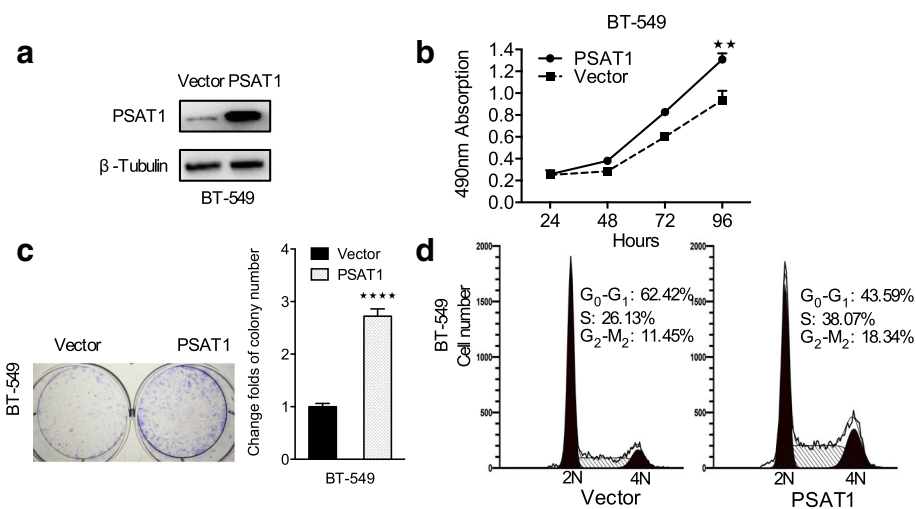 a
Vector PSAT1
PSAT1
β-Tubulin
BT-549
b
BT-549
PSAT1
Vector
★★
490nm Absorption
1.4
1.2
1.0
0.8
0.6
0.4
0.2
0.0
24 48 72 96
Hours
c
Vector PSAT1
BT-549
Change folds of colony number
4
3
2
1
0
Vector
PSAT1
★★★★
BT-549
d
BT-549
Cell number
2000
1500
1000
500
0
G0-G1: 62.42%
S: 26.13%
G2-M2: 11.45%
2N 4N
Vector
2000
1500
1000
500
0
G0-G1: 43.59%
S: 38.07%
G2-M2: 18.34%
2N 4N
PSAT1